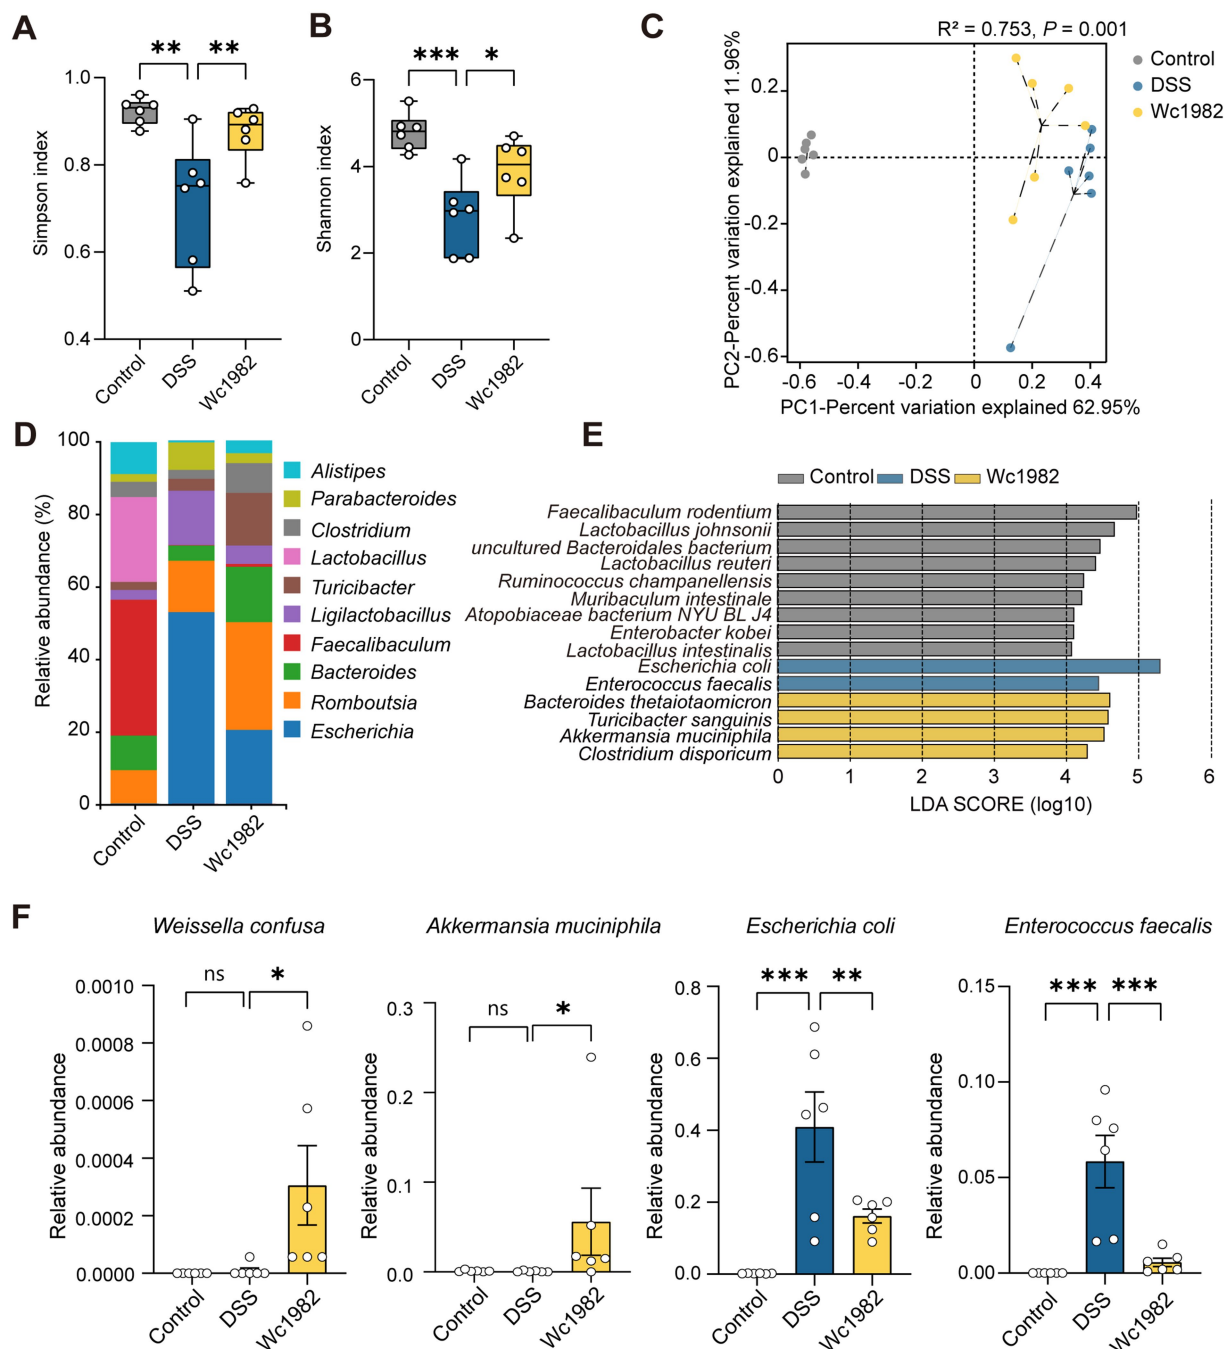 A
** **
Simpson index
1.0
0.8
0.6
0.4
Control
DSS
Wc1982
B
*** *
Shannon index
6
4
2
0
Control
DSS
Wc1982
C
R² = 0.753, P = 0.001
PC2-Percent variation explained 11.96%
0.2
0
-0.2
-0.4
-0.6
-0.6 -0.4 -0.2 0 0.2 0.4
PC1-Percent variation explained 62.95%
Control
DSS
Wc1982
D
Relative abundance (%)
100
80
60
40
20
0
Control
DSS
Wc1982
Alistipes
Parabacteroides
Clostridium
Lactobacillus
Turicibacter
Ligilactobacillus
Faecalibaculum
Bacteroides
Romboutsia
Escherichia
E
Control DSS Wc1982
Faecalibaculum rodentium
Lactobacillus johnsonii
uncultured Bacteroidales bacterium
Lactobacillus reuteri
Ruminococcus champanellensis
Muribaculum intestinale
Atopobiaceae bacterium NYU BL J4
Enterobacter kobei
Lactobacillus intestinalis
Escherichia coli
Enterococcus faecalis
Bacteroides thetaiotaomicron
Turicibacter sanguinis
Akkermansia muciniphila
Clostridium disporicum
0 1 2 3 4 5 6
LDA SCORE (log10)
F
Weissella confusa
ns *
Relative abundance
0.0010
0.0008
0.0006
0.0004
0.0002
0.0000
Control
DSS
Wc1982
Akkermansia muciniphila
ns *
Relative abundance
0.3
0.2
0.1
0.0
Control
DSS
Wc1982
Escherichia coli
*** **
Relative abundance
0.8
0.6
0.4
0.2
0.0
Control
DSS
Wc1982
Enterococcus faecalis
*** ***
Relative abundance
0.15
0.10
0.05
0.00
Control
DSS
Wc1982